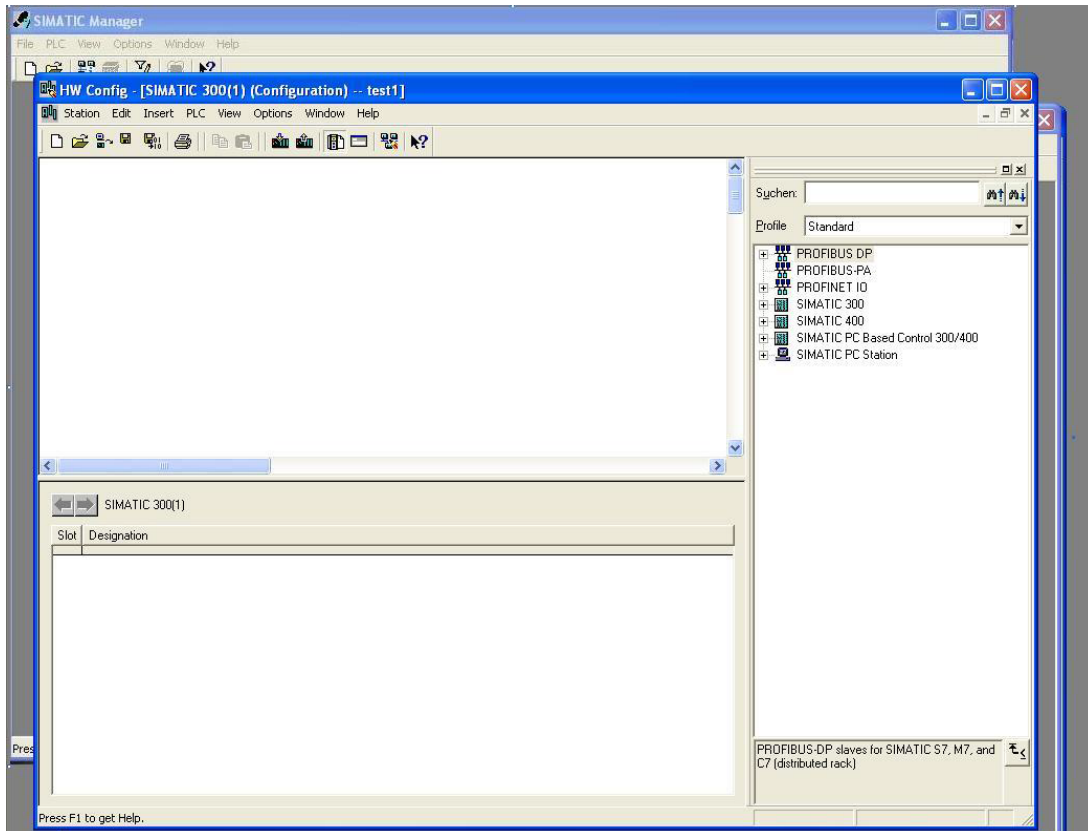 SIMATIC Manager
File PLC View Options Window Help
HW Config - [SIMATIC 300(1) (Configuration) -- test1]
Station Edit Insert PLC View Options Window Help
Suchen:
Profile Standard
PROFIBUS DP
PROFIBUS-PA
PROFINET IO
SIMATIC 300
SIMATIC 400
SIMATIC PC Based Control 300/400
SIMATIC PC Station
SIMATIC 300(1)
Slot Designation
PROFIBUS-DP slaves for SIMATIC S7, M7, and
C7 (distributed rack)
Pres
Press F1 to get Help.